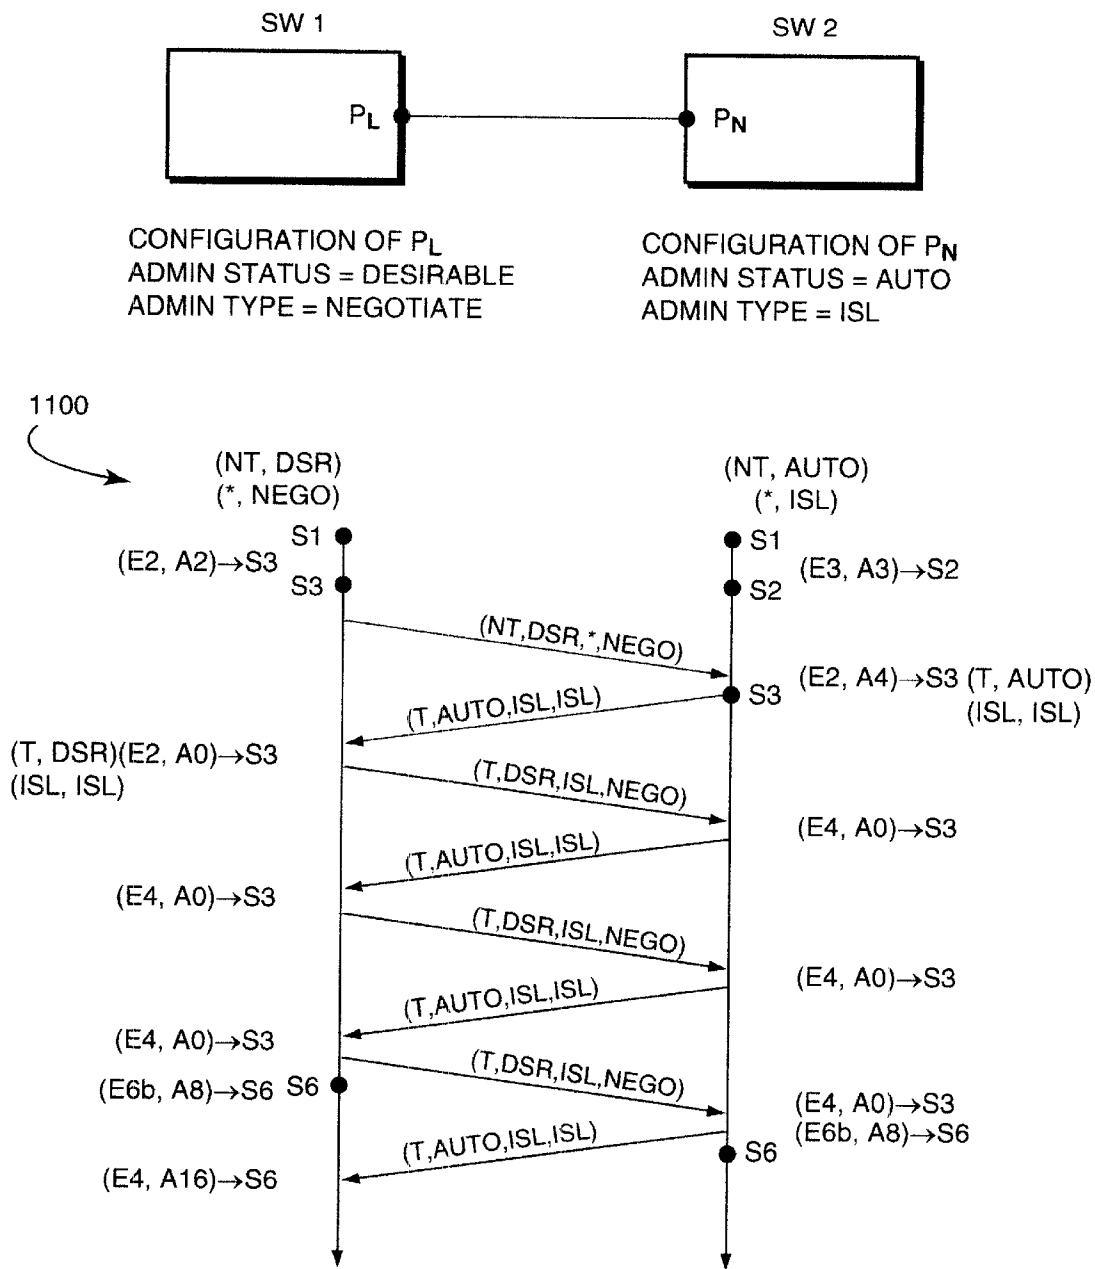 SW 1
SW 2
PL
PN
CONFIGURATION OF PL
ADMIN STATUS = DESIRABLE
ADMIN TYPE = NEGOTIATE
CONFIGURATION OF PN
ADMIN STATUS = AUTO
ADMIN TYPE = ISL
1100
(NT, DSR)
(*, NEGO)
(NT, AUTO)
(*, ISL)
S1
S1
(E2, A2)→S3
(E3, A3)→S2
S3
S2
(NT,DSR,*,NEGO)
(E2, A4)→S3 (T, AUTO)
(ISL, ISL)
S3
(T,AUTO,ISL,ISL)
(T, DSR)(E2, A0)→S3
(ISL, ISL)
(T,DSR,ISL,NEGO)
(E4, A0)→S3
(T,AUTO,ISL,ISL)
(E4, A0)→S3
(T,DSR,ISL,NEGO)
(E4, A0)→S3
(T,AUTO,ISL,ISL)
(E4, A0)→S3
(T,DSR,ISL,NEGO)
(E6b, A8)→S6
S6
(E4, A0)→S3
(E6b, A8)→S6
(T,AUTO,ISL,ISL)
S6
(E4, A16)→S6